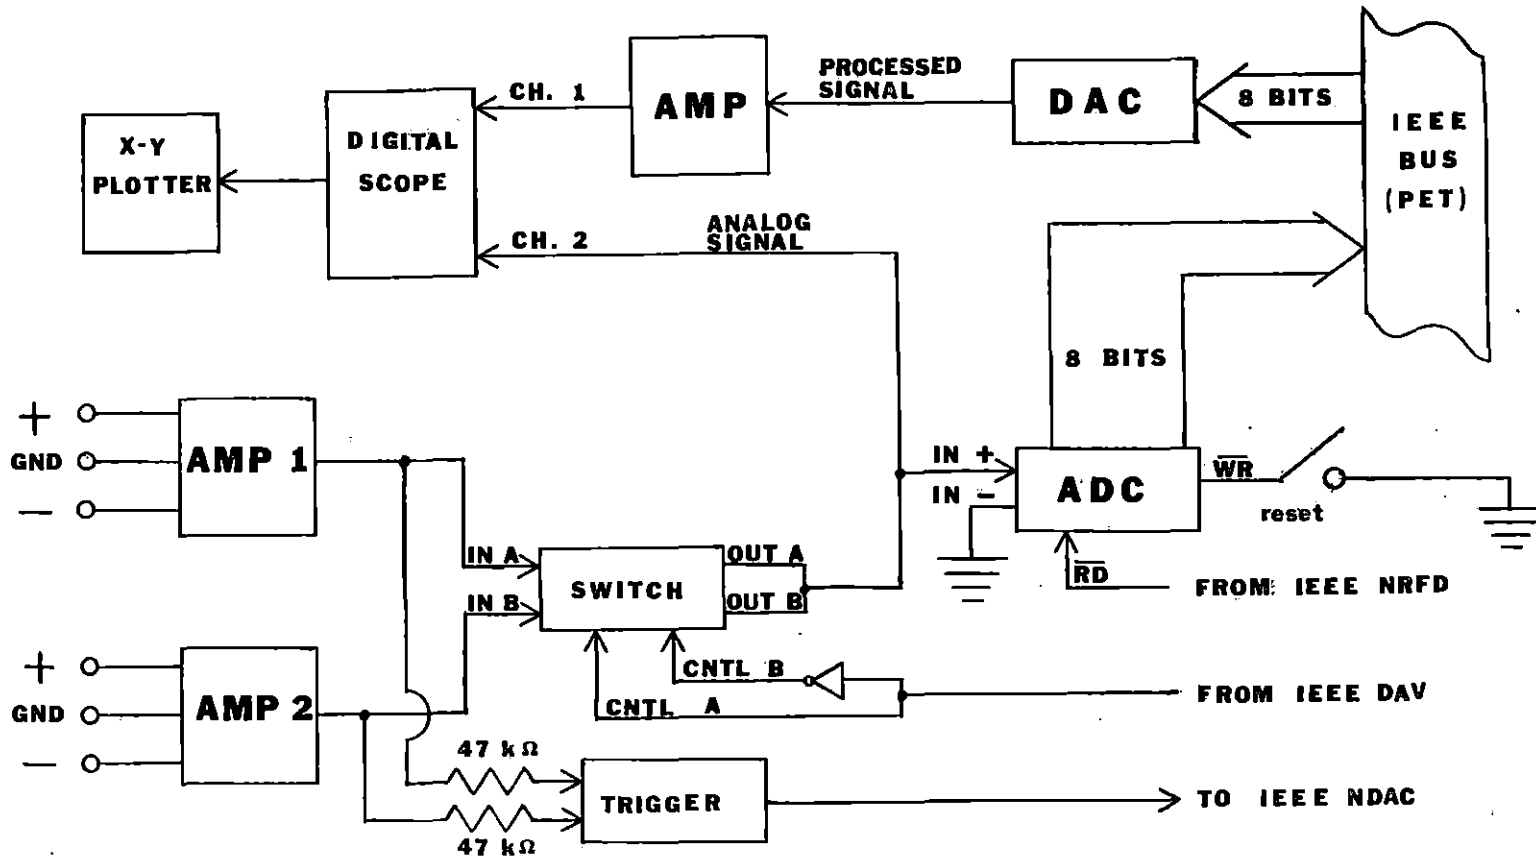 PROCESSED
SIGNAL
CH. 1
AMP
DAC
8 BITS
IEEE
BUS
(PET)
X-Y
PLOTTER
DIGITAL
SCOPE
CH. 2
ANALOG
SIGNAL
8 BITS
+
GND
—
AMP 1
IN +
IN -
ADC
WR
reset
RD
FROM IEEE NRFD
IN A
IN B
SWITCH
OUT A
OUT B
CNTL B
CNTL A
FROM IEEE DAV
+
GND
—
AMP 2
47 kΩ
47 kΩ
TRIGGER
TO IEEE NDAC